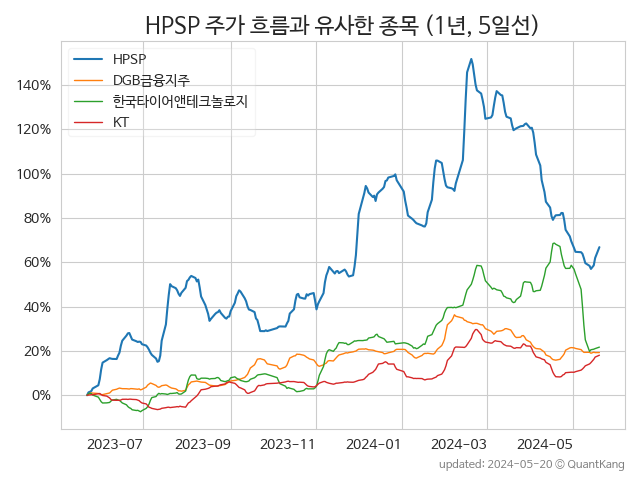 HPSP 주가 흐름과 유사한 종목 (1년, 5일선)
HPSP
DGB금융지주
한국타이어앤테크놀로지
KT
140%
120%
100%
80%
60%
40%
20%
0%
2023-07 2023-09 2023-11 2024-01 2024-03 2024-05
updated: 2024-05-20 © QuantKang